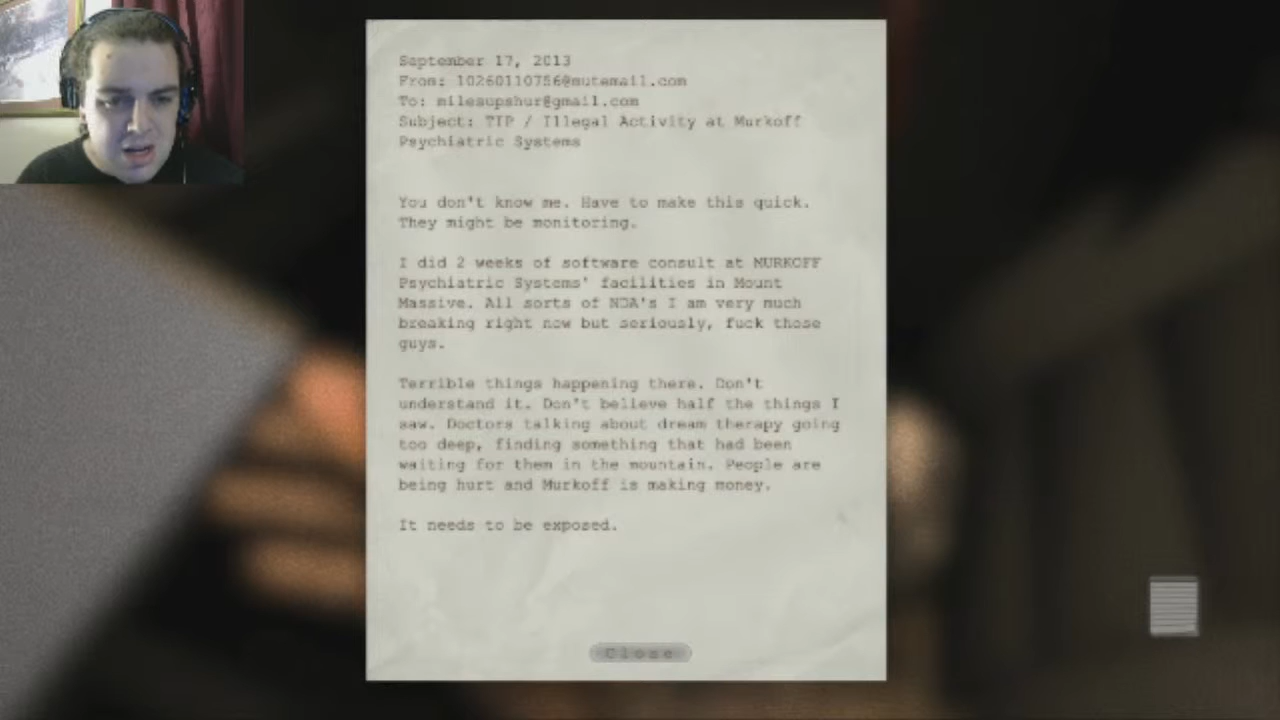 September 17, 2013
From: 10260110756@mutemail.com
To: milesupshur@gmail.com
Subject: TIP / Illegal Activity at Murkoff
Psychiatric Systems
You don't know me. Have to make this quick.
They might be monitoring.
I did 2 weeks of software consult at MURKOFF
Psychiatric Systems' facilities in Mount
Massive. All sorts of NDA's I am very much
breaking right now but seriously, fuck those
guys.
Terrible things happening there. Don't
understand it. Don't believe half the things I
saw. Doctors talking about dream therapy going
too deep, finding something that had been
waiting for them in the mountain. People are
being hurt and Murkoff is making money.
It needs to be exposed.
Close